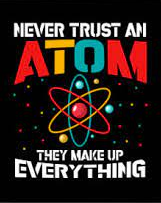 NEVER TRUST AN
ATOM
THEY MAKE UP
EVERYTHING